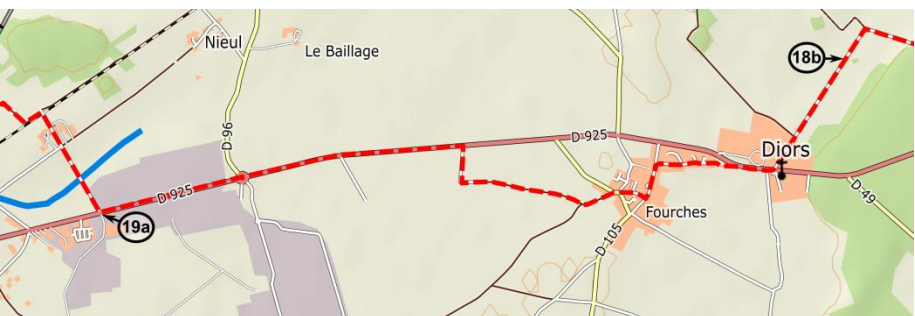 Nieul
Le Baillage
18b
D 96
D 925
Diors
D 925
D 49
Fourches
19a
D 105